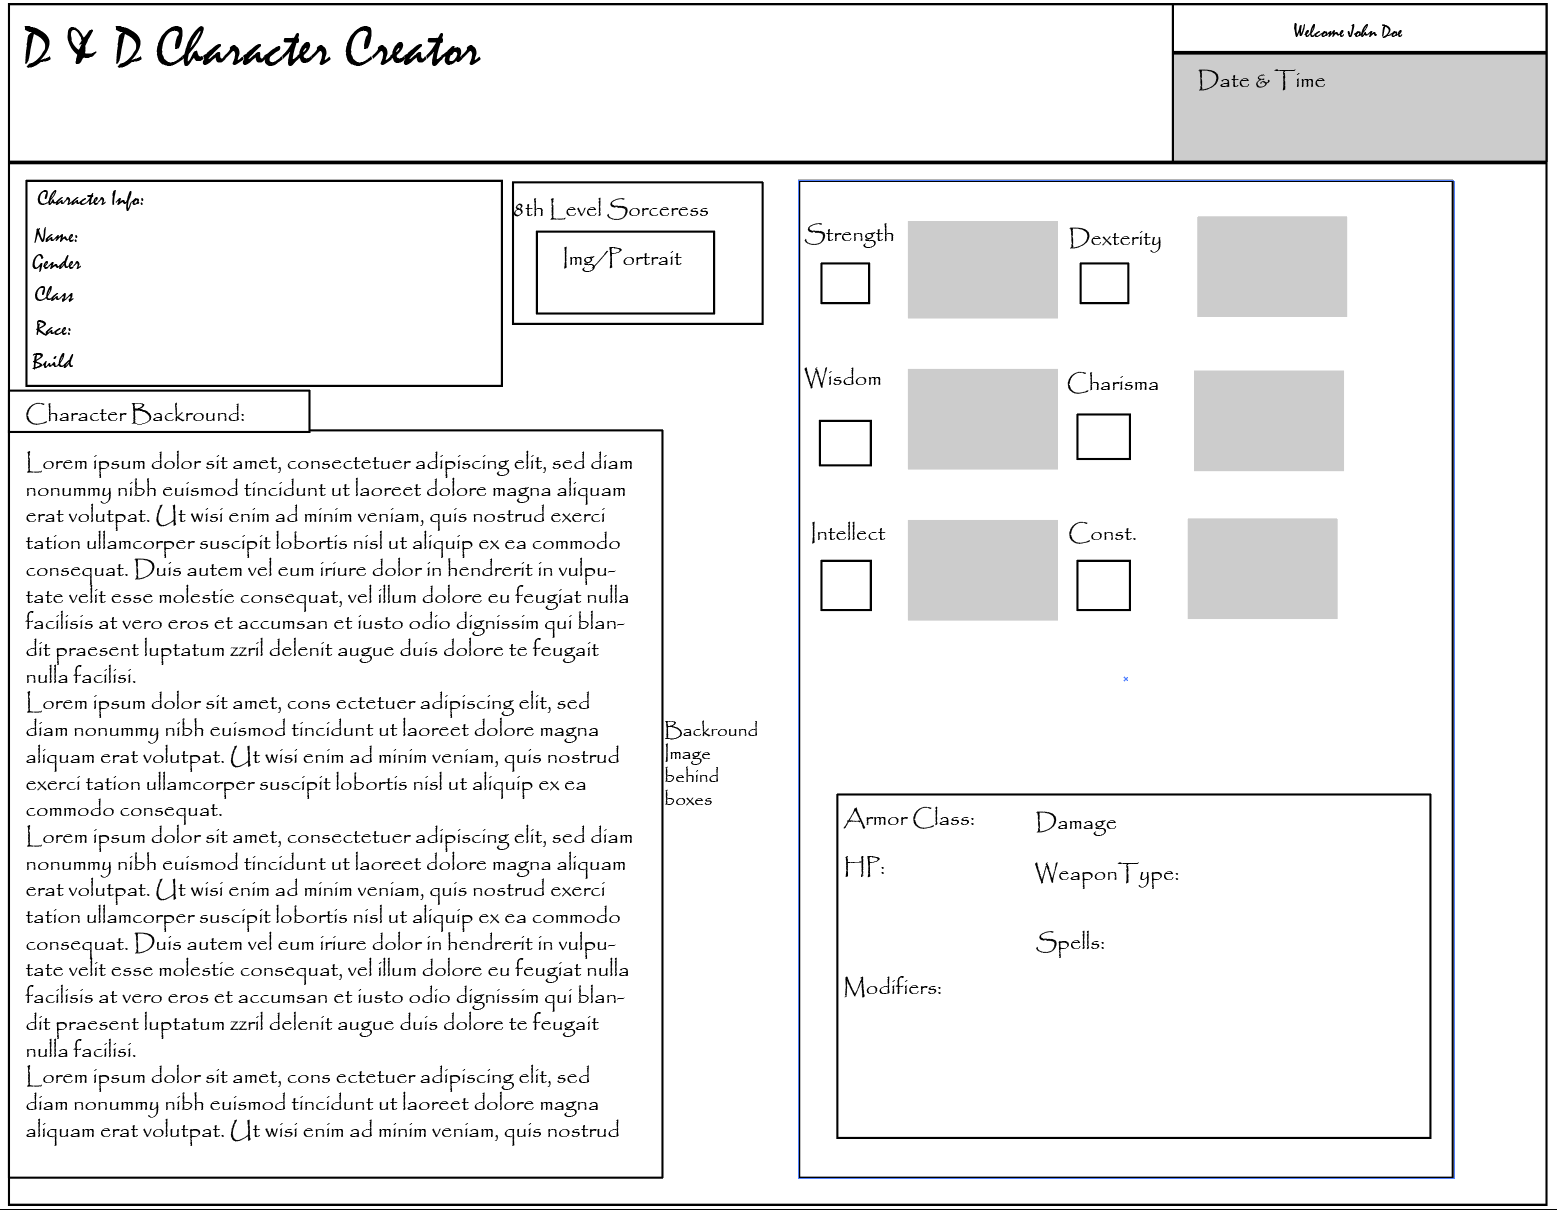 D & D Character Creator
Welcome John Doe
Date & Time
Character Info:
Name:
Gender
Class
Race:
Build
8th Level Sorceress
Img/Portrait
Character Backround:
Lorem ipsum dolor sit amet, consectetuer adipiscing elit, sed diam
nonummy nibh euismod tincidunt ut laoreet dolore magna aliquam
erat volutpat. Ut wisi enim ad minim veniam, quis nostrud exerci
tation ullamcorper suscipit lobortis nisl ut aliquip ex ea commodo
consequat. Duis autem vel eum iriure dolor in hendrerit in vulpu-
tate velit esse molestie consequat, vel illum dolore eu feugiat nulla
facilisis at vero eros et accumsan et iusto odio dignissim qui blan-
dit praesent luptatum zzril delenit augue duis dolore te feugait
nulla facilisi.
Lorem ipsum dolor sit amet, cons ectetuer adipiscing elit, sed
diam nonummy nibh euismod tincidunt ut laoreet dolore magna
aliquam erat volutpat. Ut wisi enim ad minim veniam, quis nostrud
exerci tation ullamcorper suscipit lobortis nisl ut aliquip ex ea
commodo consequat.
Lorem ipsum dolor sit amet, consectetuer adipiscing elit, sed diam
nonummy nibh euismod tincidunt ut laoreet dolore magna aliquam
erat volutpat. Ut wisi enim ad minim veniam, quis nostrud exerci
tation ullamcorper suscipit lobortis nisl ut aliquip ex ea commodo
consequat. Duis autem vel eum iriure dolor in hendrerit in vulpu-
tate velit esse molestie consequat, vel illum dolore eu feugiat nulla
facilisis at vero eros et accumsan et iusto odio dignissim qui blan-
dit praesent luptatum zzril delenit augue duis dolore te feugait
nulla facilisi.
Lorem ipsum dolor sit amet, cons ectetuer adipiscing elit, sed
diam nonummy nibh euismod tincidunt ut laoreet dolore magna
aliquam erat volutpat. Ut wisi enim ad minim veniam, quis nostrud
Backround
Image
behind
boxes
Strength
Dexterity
Wisdom
Charisma
Intellect
Const.
Armor Class:
Damage
HP:
WeaponType:
Spells:
Modifiers: